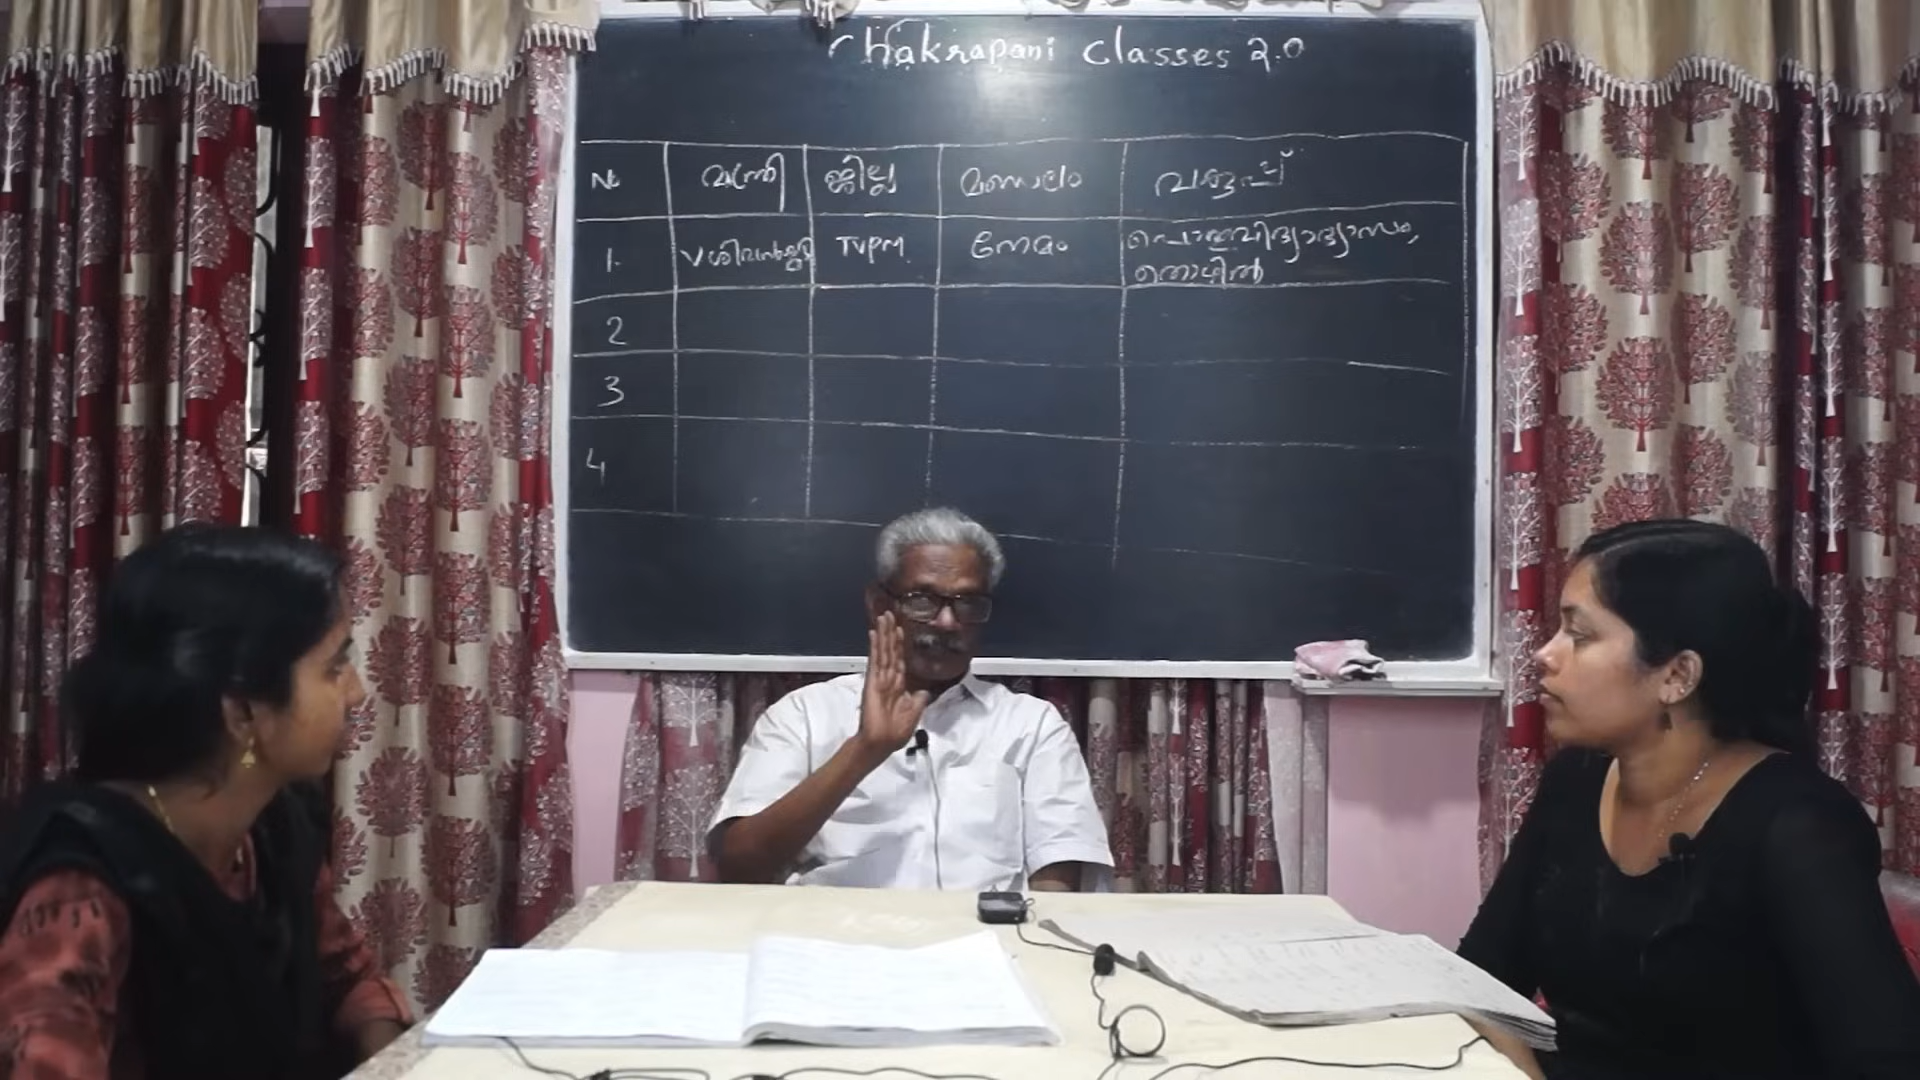 Chakrapani Classes 2.0
No മന്ത്രി ജില്ല മണ്ഡലം വകുപ്പ്
1. V ശിവൻകുട്ടി TVPM. നേമം പൊതുവിദ്യാഭ്യാസം,
തൊഴിൽ
2
3
4